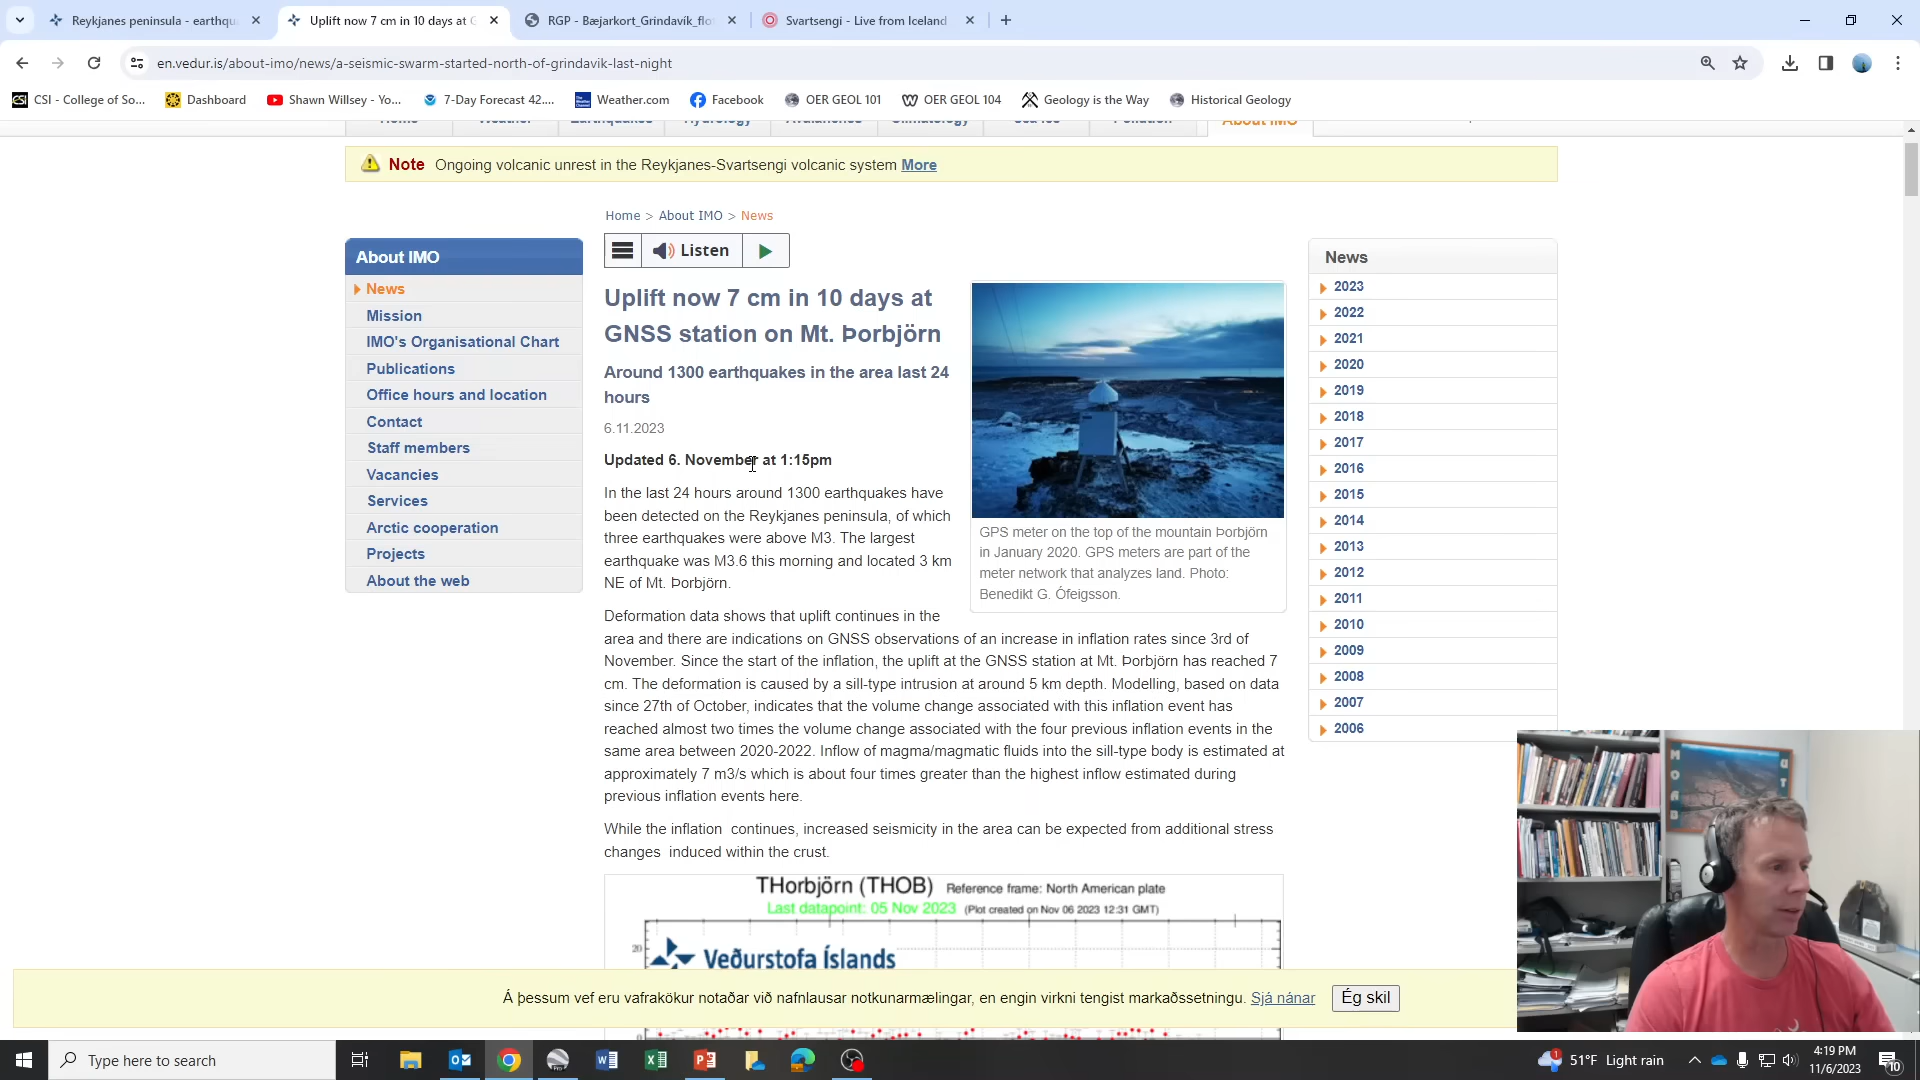 Reykjanes peninsula - earthqu
Uplift now 7 cm in 10 days at G
RGP - Bæjarkort_Grindavík_flo
Svartsengi - Live from Iceland
en.vedur.is/about-imo/news/a-seismic-swarm-started-north-of-grindavik-last-night
CSI - College of So...
Dashboard
Shawn Willsey - Yo...
7-Day Forecast 42....
Weather.com
Facebook
OER GEOL 101
OER GEOL 104
Geology is the Way
Historical Geology
Home Weather Earthquakes Hydrology Avalanches Climatology Sea ice Pollution About IMO
Note Ongoing volcanic unrest in the Reykjanes-Svartsengi volcanic system More
Home > About IMO > News
Listen
About IMO
News
Mission
IMO's Organisational Chart
Publications
Office hours and location
Contact
Staff members
Vacancies
Services
Arctic cooperation
Projects
About the web
Uplift now 7 cm in 10 days at
GNSS station on Mt. Þorbjörn
Around 1300 earthquakes in the area last 24
hours
6.11.2023
Updated 6. November at 1:15pm
In the last 24 hours around 1300 earthquakes have
been detected on the Reykjanes peninsula, of which
three earthquakes were above M3. The largest
earthquake was M3.6 this morning and located 3 km
NE of Mt. Þorbjörn.
GPS meter on the top of the mountain Þorbjörn
in January 2020. GPS meters are part of the
meter network that analyzes land. Photo:
Benedikt G. Ófeigsson.
Deformation data shows that uplift continues in the
area and there are indications on GNSS observations of an increase in inflation rates since 3rd of
November. Since the start of the inflation, the uplift at the GNSS station at Mt. Þorbjörn has reached 7
cm. The deformation is caused by a sill-type intrusion at around 5 km depth. Modelling, based on data
since 27th of October, indicates that the volume change associated with this inflation event has
reached almost two times the volume change associated with the four previous inflation events in the
same area between 2020-2022. Inflow of magma/magmatic fluids into the sill-type body is estimated at
approximately 7 m3/s which is about four times greater than the highest inflow estimated during
previous inflation events here.
While the inflation  continues, increased seismicity in the area can be expected from additional stress
changes  induced within the crust.
THorbjörn (THOB) Reference frame: North American plate
Last datapoint: 05 Nov 2023 (Plot created on Nov 06 2023 12:31 GMT)
20
Veðurstofa Íslands
News
2023
2022
2021
2020
2019
2018
2017
2016
2015
2014
2013
2012
2011
2010
2009
2008
2007
2006
MOAB
UT
Á þessum vef eru vafrakökur notaðar við nafnlausar notkunarmælingar, en engin virkni tengist markaðssetningu. Sjá nánar
Ég skil
Type here to search
51°F Light rain
4:19 PM
11/6/2023
10